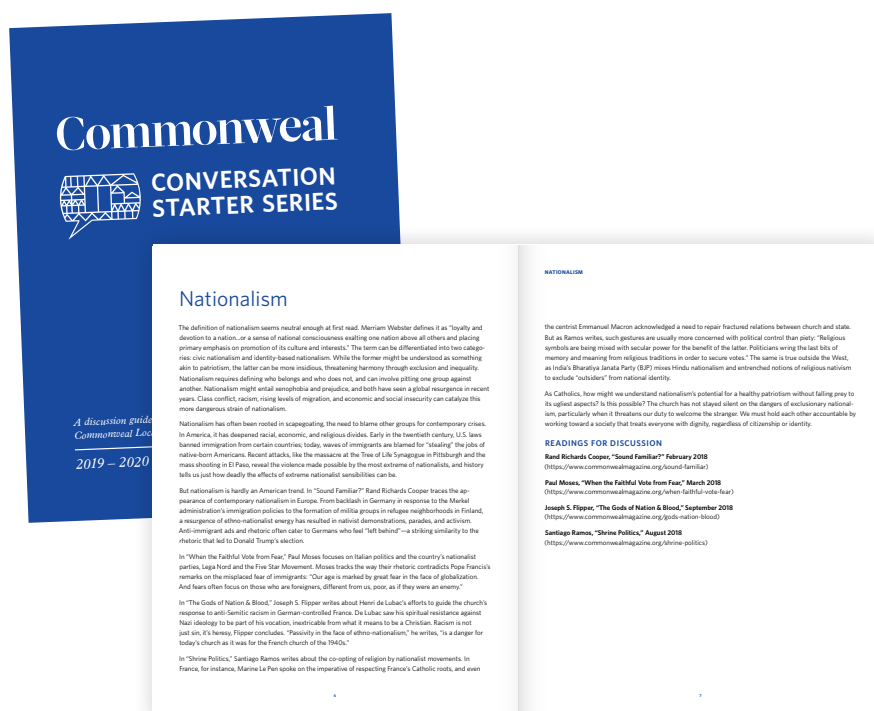 Commonweal
CONVERSATION
STARTER SERIES
A discussion guide
Commonweal Loc
2019 – 2020
Nationalism
The definition of nationalism seems neutral enough at first read. Merriam Webster defines it as “loyalty and
devotion to a nation...or a sense of national consciousness exalting one nation above all others and placing
primary emphasis on promotion of its culture and interests.” The term can be differentiated into two catego-
ries: civic nationalism and identity-based nationalism. While the former might be understood as something
akin to patriotism, the latter can be more insidious, threatening harmony through exclusion and inequality.
Nationalism requires defining who belongs and who does not, and can involve pitting one group against
another. Nationalism might entail xenophobia and prejudice, and both have seen a global resurgence in recent
years. Class conflict, racism, rising levels of migration, and economic and social insecurity can catalyze this
more dangerous strain of nationalism.
Nationalism has often been rooted in scapegoating, the need to blame other groups for contemporary crises.
In America, it has deepened racial, economic, and religious divides. Early in the twentieth century, U.S. laws
banned immigration from certain countries; today, waves of immigrants are blamed for “stealing” the jobs of
native-born Americans. Recent attacks, like the massacre at the Tree of Life Synagogue in Pittsburgh and the
mass shooting in El Paso, reveal the violence made possible by the most extreme of nationalists, and history
tells us just how deadly the effects of extreme nationalist sensibilities can be.
But nationalism is hardly an American trend. In “Sound Familiar?” Rand Richards Cooper traces the ap-
pearance of contemporary nationalism in Europe. From backlash in Germany in response to the Merkel
administration’s immigration policies to the formation of militia groups in refugee neighborhoods in Finland,
a resurgence of ethno-nationalist energy has resulted in nativist demonstrations, parades, and activism.
Anti-immigrant ads and rhetoric often cater to Germans who feel “left behind”—a striking similarity to the
rhetoric that led to Donald Trump’s election.
In “When the Faithful Vote from Fear,” Paul Moses focuses on Italian politics and the country’s nationalist
parties, Lega Nord and the Five Star Movement. Moses tracks the way their rhetoric contradicts Pope Francis’s
remarks on the misplaced fear of immigrants: “Our age is marked by great fear in the face of globalization.
And fears often focus on those who are foreigners, different from us, poor, as if they were an enemy.”
In “The Gods of Nation & Blood,” Joseph S. Flipper writes about Henri de Lubac’s efforts to guide the church’s
response to anti-Semitic racism in German-controlled France. De Lubac saw his spiritual resistance against
Nazi ideology to be part of his vocation, inextricable from what it means to be a Christian. Racism is not
just sin, it’s heresy, Flipper concludes. “Passivity in the face of ethno-nationalism,” he writes, “is a danger for
today’s church as it was for the French church of the 1940s.”
In “Shrine Politics,” Santiago Ramos writes about the co-opting of religion by nationalist movements. In
France, for instance, Marine Le Pen spoke on the imperative of respecting France’s Catholic roots, and even
6
NATIONALISM
the centrist Emmanuel Macron acknowledged a need to repair fractured relations between church and state.
But as Ramos writes, such gestures are usually more concerned with political control than piety: “Religious
symbols are being mixed with secular power for the benefit of the latter. Politicians wring the last bits of
memory and meaning from religious traditions in order to secure votes.” The same is true outside the West,
as India’s Bharatiya Janata Party (BJP) mixes Hindu nationalism and entrenched notions of religious nativism
to exclude “outsiders” from national identity.
As Catholics, how might we understand nationalism’s potential for a healthy patriotism without falling prey to
its ugliest aspects? Is this possible? The church has not stayed silent on the dangers of exclusionary national-
ism, particularly when it threatens our duty to welcome the stranger. We must hold each other accountable by
working toward a society that treats everyone with dignity, regardless of citizenship or identity.
READINGS FOR DISCUSSION
Rand Richards Cooper, “Sound Familiar?” February 2018
(https://www.commonwealmagazine.org/sound-familiar)
Paul Moses, “When the Faithful Vote from Fear,” March 2018
(https://www.commonwealmagazine.org/when-faithful-vote-fear)
Joseph S. Flipper, “The Gods of Nation & Blood,” September 2018
(https://www.commonwealmagazine.org/gods-nation-blood)
Santiago Ramos, “Shrine Politics,” August 2018
(https://www.commonwealmagazine.org/shrine-politics)
7